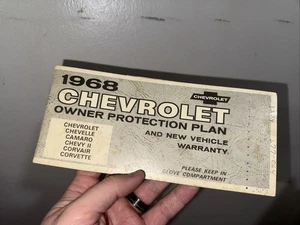 1968
CHEVROLET
CHEVROLET
OWNER PROTECTION PLAN
AND NEW VEHICLE
WARRANTY
CHEVROLET
CHEVELLE
CAMARO
CHEVY II
CORVAIR
CORVETTE
PLEASE KEEP IN
GLOVE COMPARTMENT